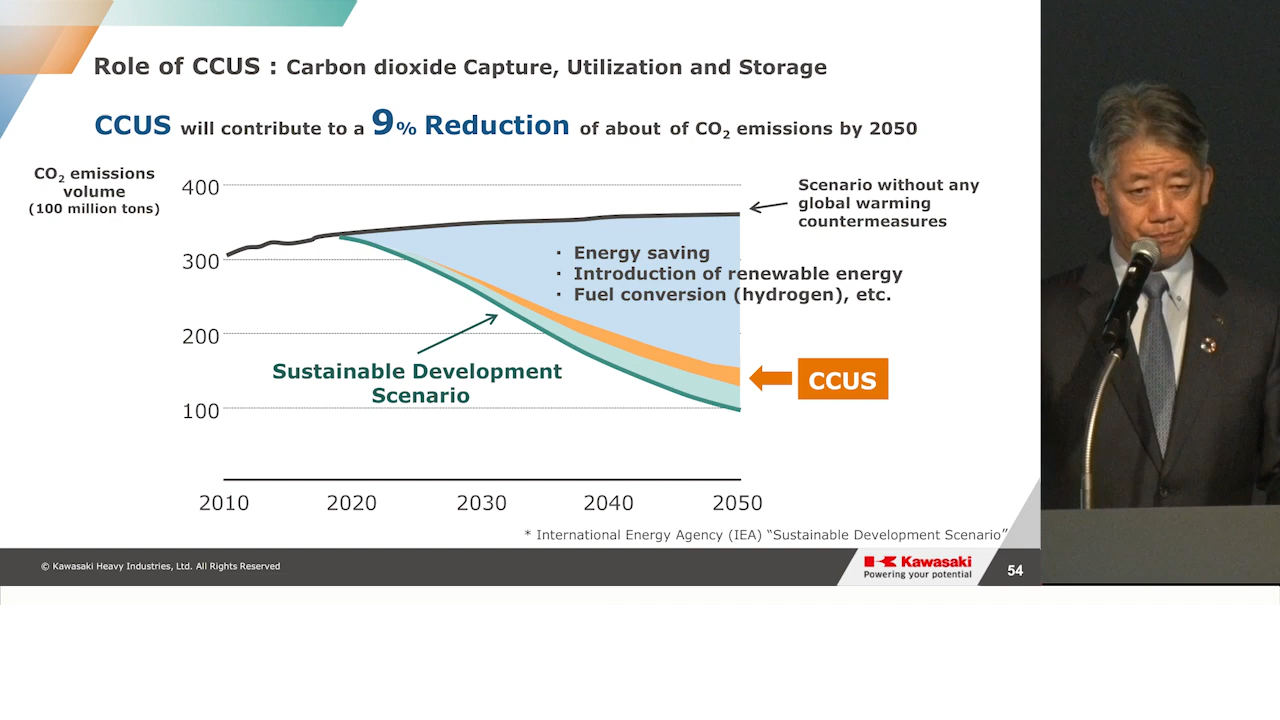 Role of CCUS : Carbon dioxide Capture, Utilization and Storage
CCUS will contribute to a 9% Reduction of about of CO2 emissions by 2050
CO2 emissions
volume
(100 million tons)
400
300
200
100
2010 2020 2030 2040 2050
Scenario without any
global warming
countermeasures
· Energy saving
· Introduction of renewable energy
· Fuel conversion (hydrogen), etc.
Sustainable Development
Scenario
CCUS
* International Energy Agency (IEA) “Sustainable Development Scenario”
© Kawasaki Heavy Industries, Ltd. All Rights Reserved
Kawasaki
Powering your potential
54